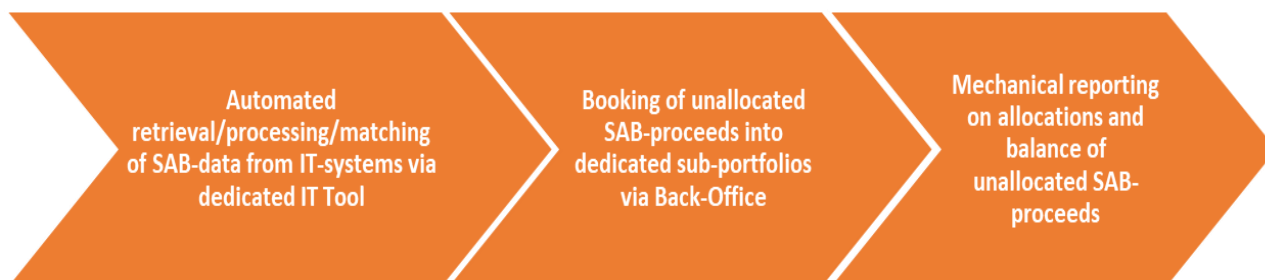 Automated
retrieval/processing/matching
of SAB-data from IT-systems via
dedicated IT Tool
Booking of unallocated
SAB-proceeds into
dedicated sub-portfolios
via Back-Office
Mechanical reporting
on allocations and
balance of
unallocated SAB-
proceeds